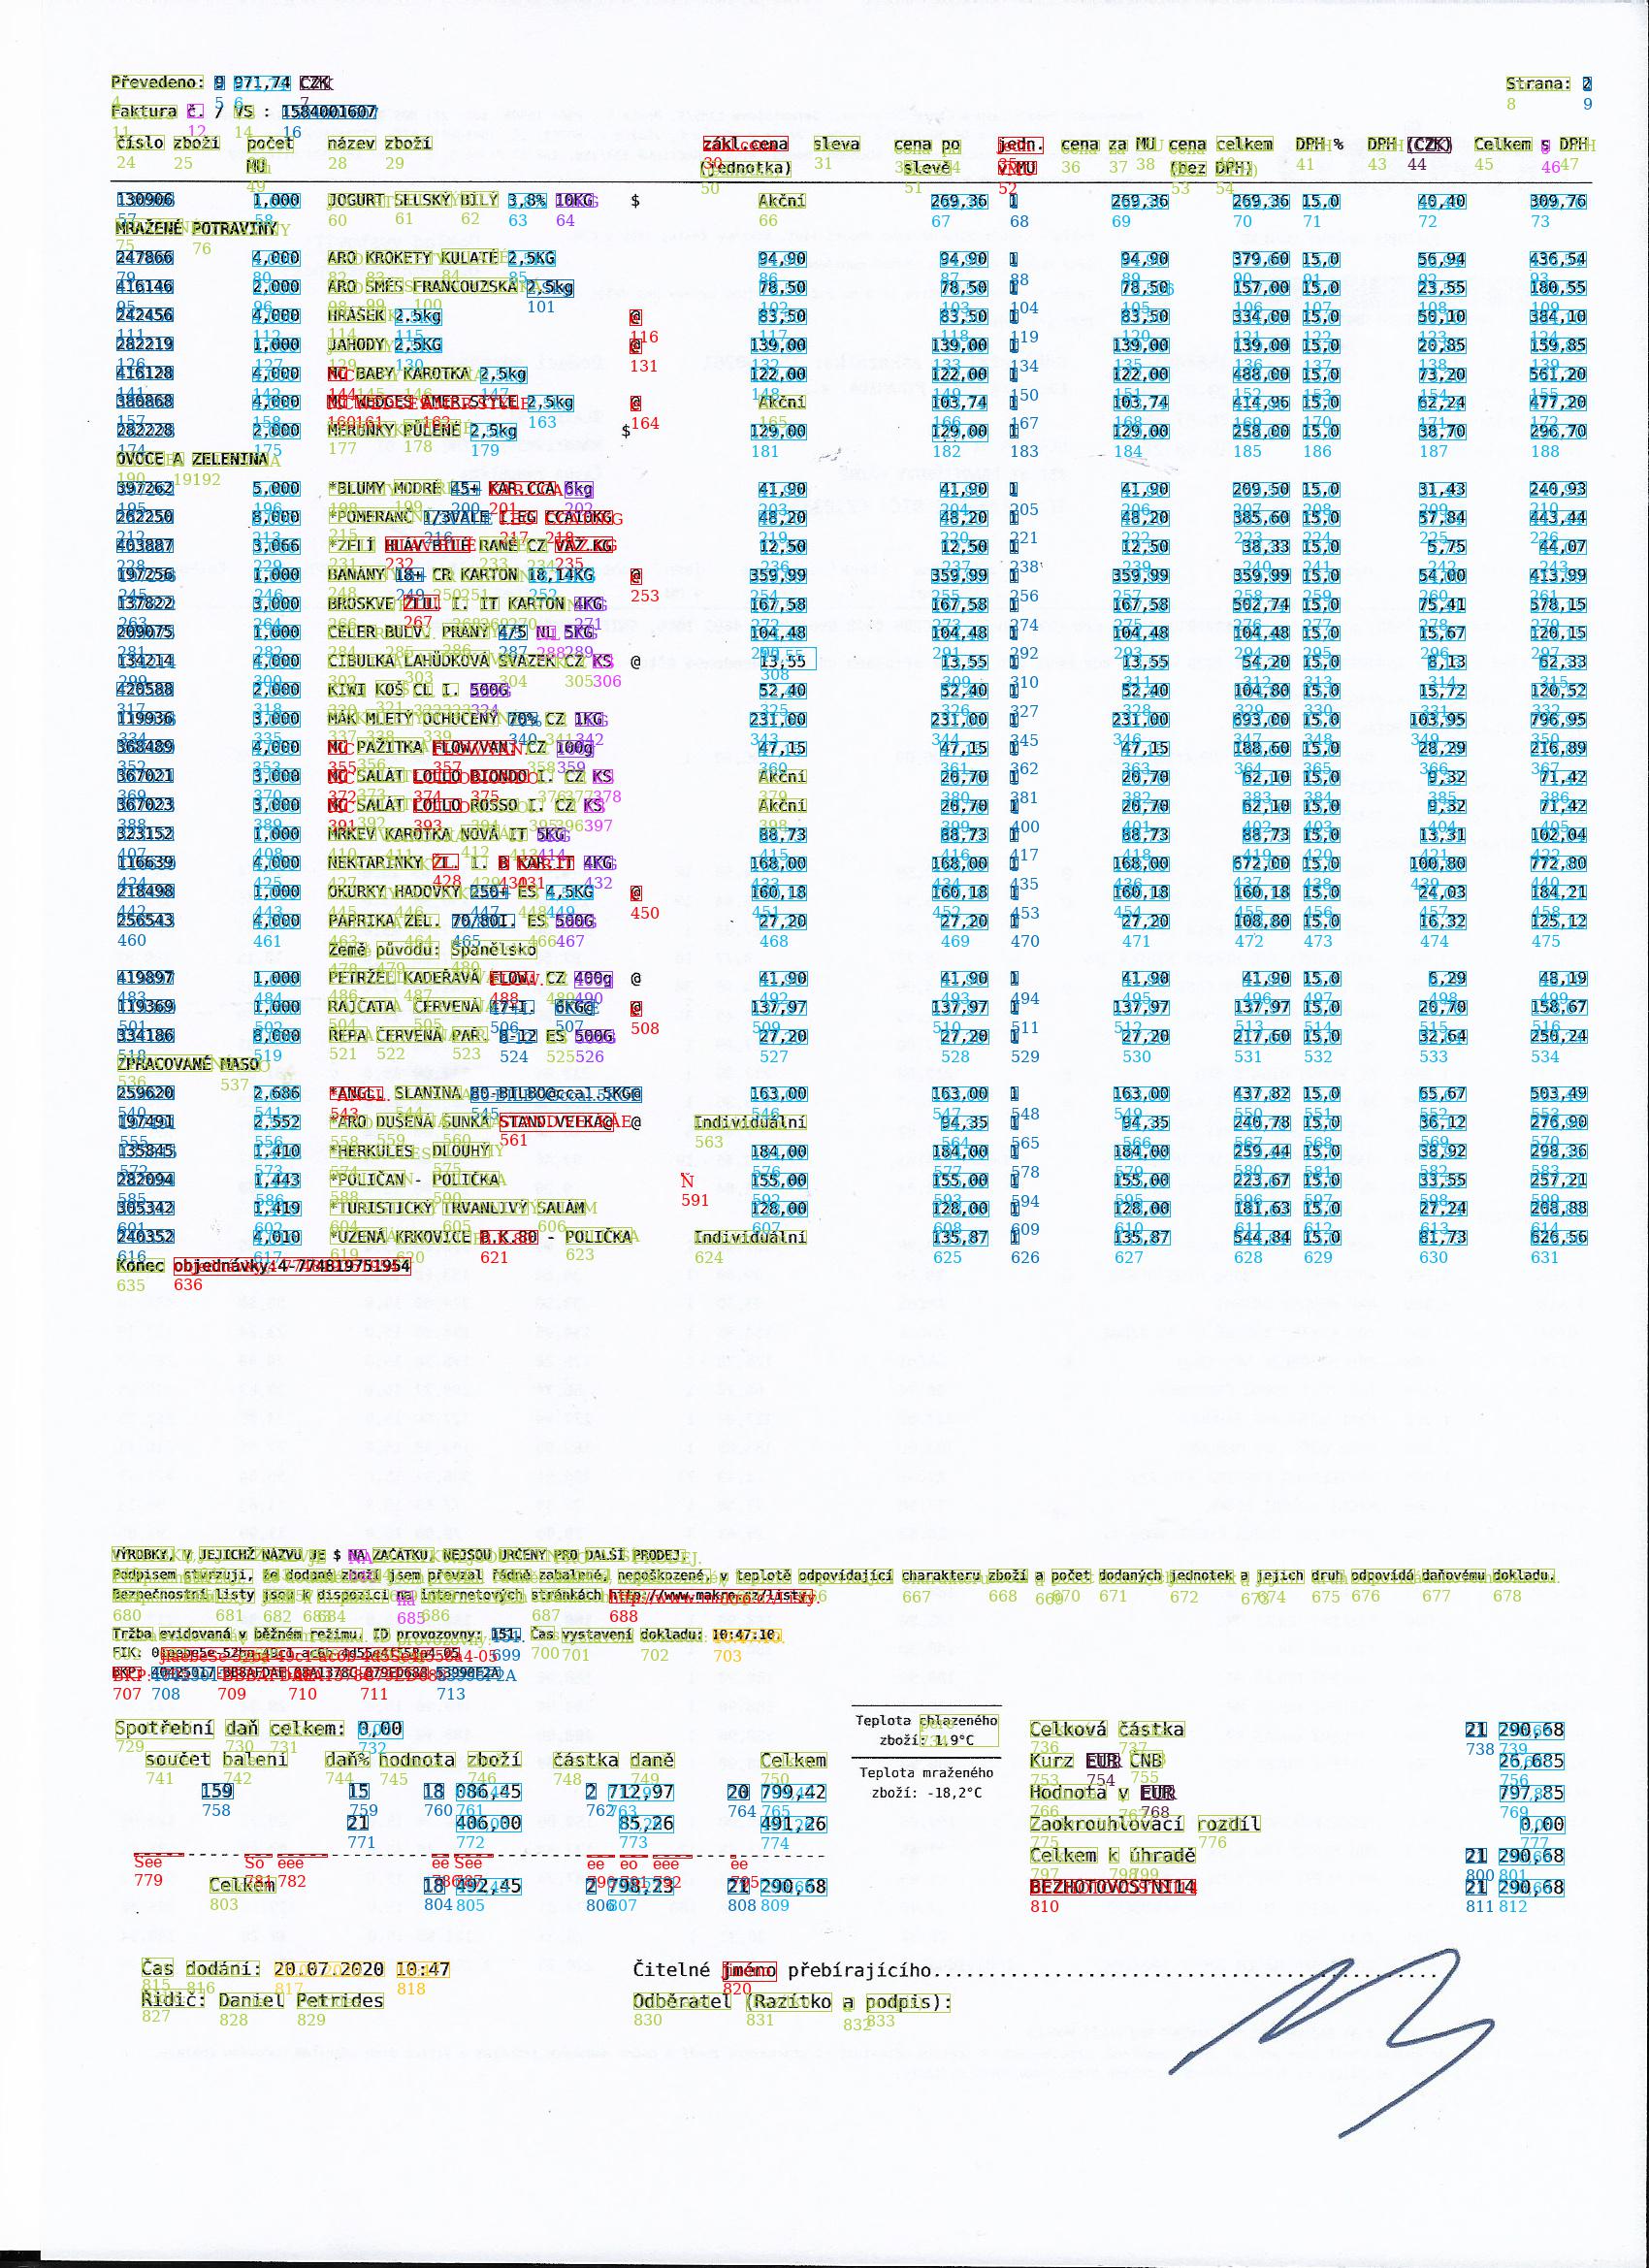 Převedeno: 9 971,74 CZK Strana: 2
Faktura č. / VS : 1584001607
číslo zboží počet název zboží zákl.cena sleva cena po jedn. cena za MU cena celkem DPH % DPH (CZK) Celkem s DPH
MU (jednotka) slevě v MU (bez DPH)
130906 1,000 JOGURT SELSKÝ BÍLÝ 3,8% 10KG $ Akční 269,36 1 269,36 269,36 15,0 40,40 309,76
MRAŽENÉ POTRAVINY
247866 4,000 ARO KROKETY KULATÉ 2,5KG 94,90 94,90 1 94,90 379,60 15,0 56,94 436,54
416146 2,000 ARO SMĚS FRANCOUZSKÁ 2,5kg 78,50 78,50 1 78,50 157,00 15,0 23,55 180,55
242456 4,000 HRÁŠEK 2.5kg @ 83,50 83,50 1 83,50 334,00 15,0 50,10 384,10
282219 1,000 JAHODY 2,5KG @ 139,00 139,00 1 139,00 139,00 15,0 20,85 159,85
416128 4,000 MC BABY KAROTKA 2,5kg 122,00 122,00 1 122,00 488,00 15,0 73,20 561,20
380868 4,000 MC WEDGES AMER.STYLE 2,5kg @ Akční 103,74 1 103,74 414,96 15,0 62,24 477,20
282228 2,000 MERUŇKY PŮLENÉ 2,5kg $ 129,00 129,00 1 129,00 258,00 15,0 38,70 296,70
OVOCE A ZELENINA
397262 5,000 *BLUMY MODRÉ 45+ KAR.CCA 6kg 41,90 41,90 1 41,90 209,50 15,0 31,43 240,93
262250 8,000 *POMERANČ 1/3VALE I.EG CCA10KG 48,20 48,20 1 48,20 385,60 15,0 57,84 443,44
403887 3,066 *ZELÍ HLÁV.BÍLÉ RANÉ CZ VÁŽ.KG 12,50 12,50 1 12,50 38,33 15,0 5,75 44,07
197256 1,000 BANÁNY 18+ CR KARTON 18,14KG @ 359,99 359,99 1 359,99 359,99 15,0 54,00 413,99
137822 3,000 BROSKVE ŽLU. I. IT KARTON 4KG 167,58 167,58 1 167,58 502,74 15,0 75,41 578,15
209075 1,000 CELER BULV. PRANÝ 4/5 NL 5KG 104,48 104,48 1 104,48 104,48 15,0 15,67 120,15
134214 4,000 CIBULKA LAHŮDKOVÁ SVAZEK CZ KS @ 13,55 13,55 1 13,55 54,20 15,0 8,13 62,33
420588 2,000 KIWI KOŠ CL I. 500G 52,40 52,40 1 52,40 104,80 15,0 15,72 120,52
119936 3,000 MÁK MLETÝ OCHUCENÝ 70% CZ 1KG 231,00 231,00 1 231,00 693,00 15,0 103,95 796,95
368489 4,000 MC PAŽITKA FLOW/VAN. CZ 100g 47,15 47,15 1 47,15 188,60 15,0 28,29 216,89
367021 3,000 MC SALÁT LOLLO BIONDO I. CZ KS Akční 20,70 1 20,70 62,10 15,0 9,32 71,42
367023 3,000 MC SALÁT LOLLO ROSSO I. CZ KS Akční 20,70 1 20,70 62,10 15,0 9,32 71,42
323152 1,000 MRKEV KAROTKA NOVÁ IT 5KG 88,73 88,73 1 88,73 88,73 15,0 13,31 102,04
116639 4,000 NEKTARINKY ŽL. I. B KAR.IT 4KG 168,00 168,00 1 168,00 672,00 15,0 100,80 772,80
218498 1,000 OKURKY HADOVKY 250+ ES 4,5KG @ 160,18 160,18 1 160,18 160,18 15,0 24,03 184,21
256543 4,000 PAPRIKA ZEL. 70/80I. ES 500G 27,20 27,20 1 27,20 108,80 15,0 16,32 125,12
Země původu: Španělsko
419897 1,000 PETRŽEL KADEŘAVÁ FLOW. CZ 400g @ 41,90 41,90 1 41,90 41,90 15,0 6,29 48,19
119369 1,000 RAJČATA ČERVENÁ 47+I. 6KG@ @ 137,97 137,97 1 137,97 137,97 15,0 20,70 158,67
334186 8,000 ŘEPA ČERVENÁ PAŘ. 8-12 ES 500G 27,20 27,20 1 27,20 217,60 15,0 32,64 250,24
ZPRACOVANÉ MASO
259620 2,686 *ANGL. SLANINA 80-BILBO@cca1.5KG@ 163,00 163,00 1 163,00 437,82 15,0 65,67 503,49
197491 2,552 *ARO DUŠENÁ ŠUNKA STAND.VELKÁ@ @ Individuální 94,35 1 94,35 240,78 15,0 36,12 276,90
135845 1,410 *HERKULES DLOUHÝ 184,00 184,00 1 184,00 259,44 15,0 38,92 298,36
282094 1,443 *POLIČAN - POLIČKA 155,00 155,00 1 155,00 223,67 15,0 33,55 257,21
305342 1,419 *TURISTICKÝ TRVANLIVÝ SALÁM 128,00 128,00 1 128,00 181,63 15,0 27,24 208,88
240352 4,010 *UZENÁ KRKOVICE B.K.80 - POLIČKA Individuální 135,87 1 135,87 544,84 15,0 81,73 626,56
Konec objednávky:4-774819751954
VÝROBKY, V JEJICHŽ NÁZVU JE $ NA ZAČÁTKU, NEJSOU URČENY PRO DALŠÍ PRODEJ.
Podpisem stvrzuji, že dodané zboží jsem převzal řádně zabalené, nepoškozené, v teplotě odpovídající charakteru zboží a počet dodaných jednotek a jejich druh odpovídá daňovému dokladu.
Bezpečnostní listy jsou k dispozici na internetových stránkách http://www.makro.cz/listy.
Tržba evidovaná v běžném režimu. ID provozovny: 151. Čas vystavení dokladu: 10:47:10.
FIK:
BKP:
Spotřební daň celkem: 0,00
součet balení daň% hodnota zboží částka daně Celkem
159 15 18 086,45 2 712,97 20 799,42
21 406,00 85,26 491,26
Celkem 18 492,45 2 798,23 21 290,68
Teplota chlazeného
zboží: 1.9°C
Teplota mraženého
zboží: -18,2°C
Celková částka 21 290,68
Kurz EUR ČNB 26,685
Hodnota v EUR 797,85
Zaokrouhlovací rozdíl 0,00
Celkem k úhradě 21 290,68
BEZHOTOVOSTNI14 21 290,68
Čas dodání: 20.07.2020 10:47 Čitelné jméno přebírajícího...............................................
Řidič: Daniel Petrides Odběratel (Razítko a podpis):